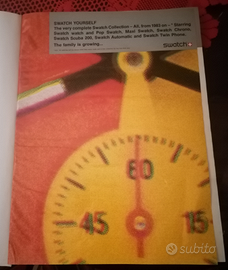 SWATCH YOURSELF
The very complete Swatch Collection - All from 1983 on - " Starring
Swatch watch and Pop Swatch, Maxi Swatch, Swatch Chrono,
Swatch Scuba 200, Swatch Automatic and Swatch Twin Phone.
The family is growing...
swatch
60
45
15
subito